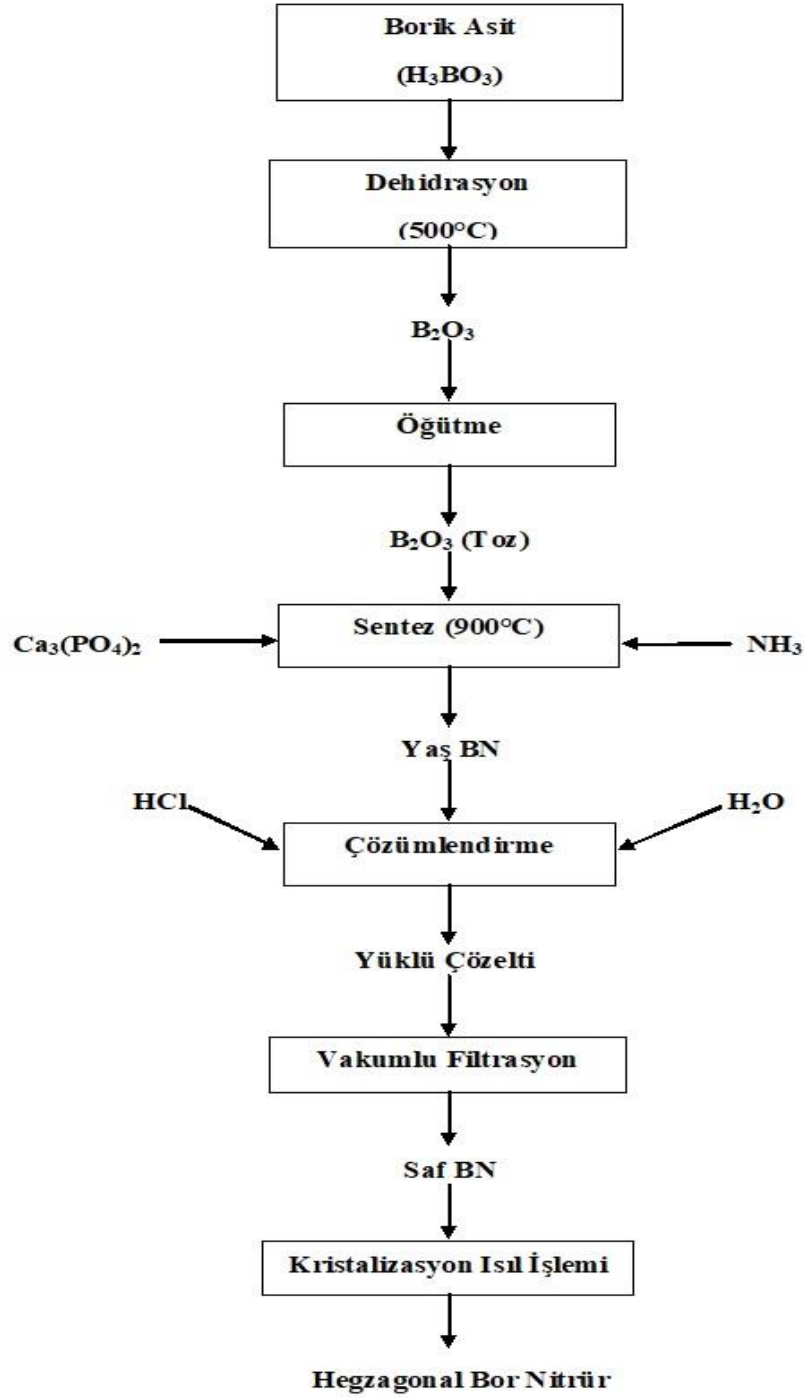 Borik Asit
(H₃BO₃)
Dehidrasyon
(500°C)
B₂O₃
Öğütme
B₂O₃ (Toz)
Ca₃(PO₄)₂
Sentez (900°C)
NH₃
Yaş BN
HCl
H₂O
Çözümlendirme
Yüklü Çözelti
Vakumlu Filtrasyon
Saf BN
Kristalizasyon Isıl İşlemi
Hegzagonal Bor Nitrür